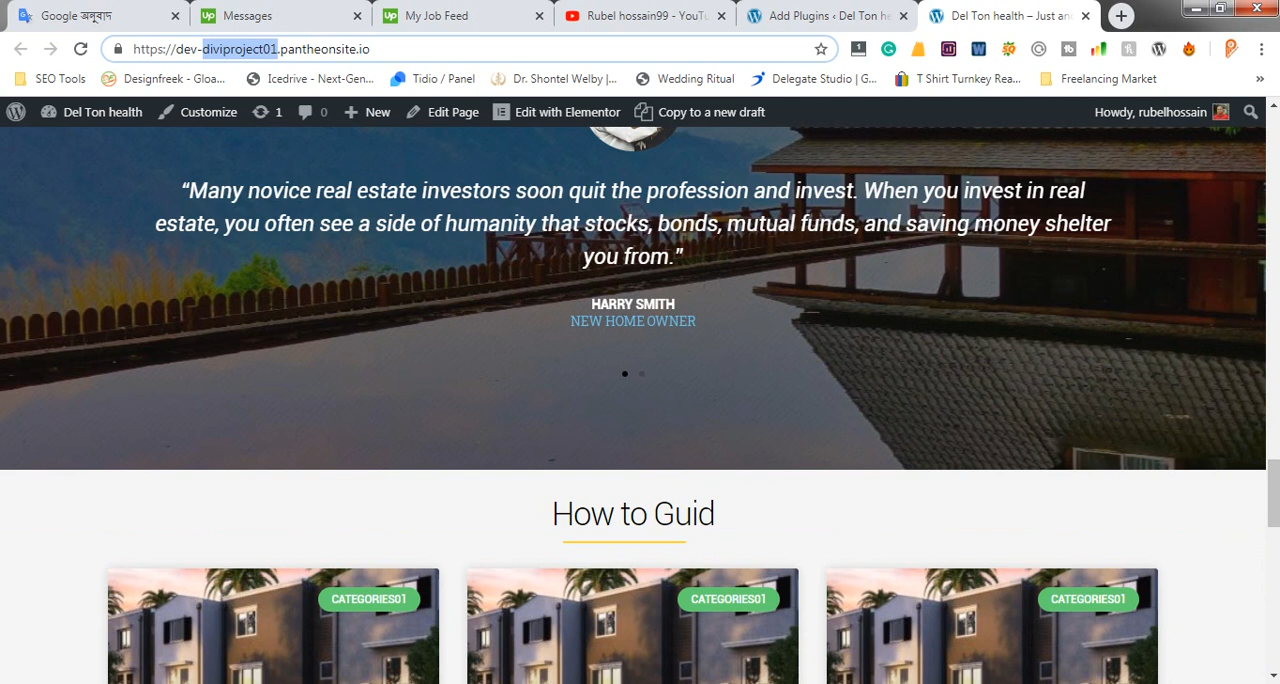 Google অনুবাদ
Messages
My Job Feed
Rubel hossain99 - YouTu
Add Plugins ‹ Del Ton he
Del Ton health – Just an
https://dev-diviproject01.pantheonsite.io
SEO Tools
Designfreek - Gloa...
Icedrive - Next-Gen...
Tidio / Panel
Dr. Shontel Welby |...
Wedding Ritual
Delegate Studio | G...
T Shirt Turnkey Rea...
Freelancing Market
»
Del Ton health
Customize
1
0
New
Edit Page
Edit with Elementor
Copy to a new draft
Howdy, rubelhossain
“Many novice real estate investors soon quit the profession and invest. When you invest in real
estate, you often see a side of humanity that stocks, bonds, mutual funds, and saving money shelter
you from.”
HARRY SMITH
NEW HOME OWNER
How to Guid
CATEGORIES01
CATEGORIES01
CATEGORIES01